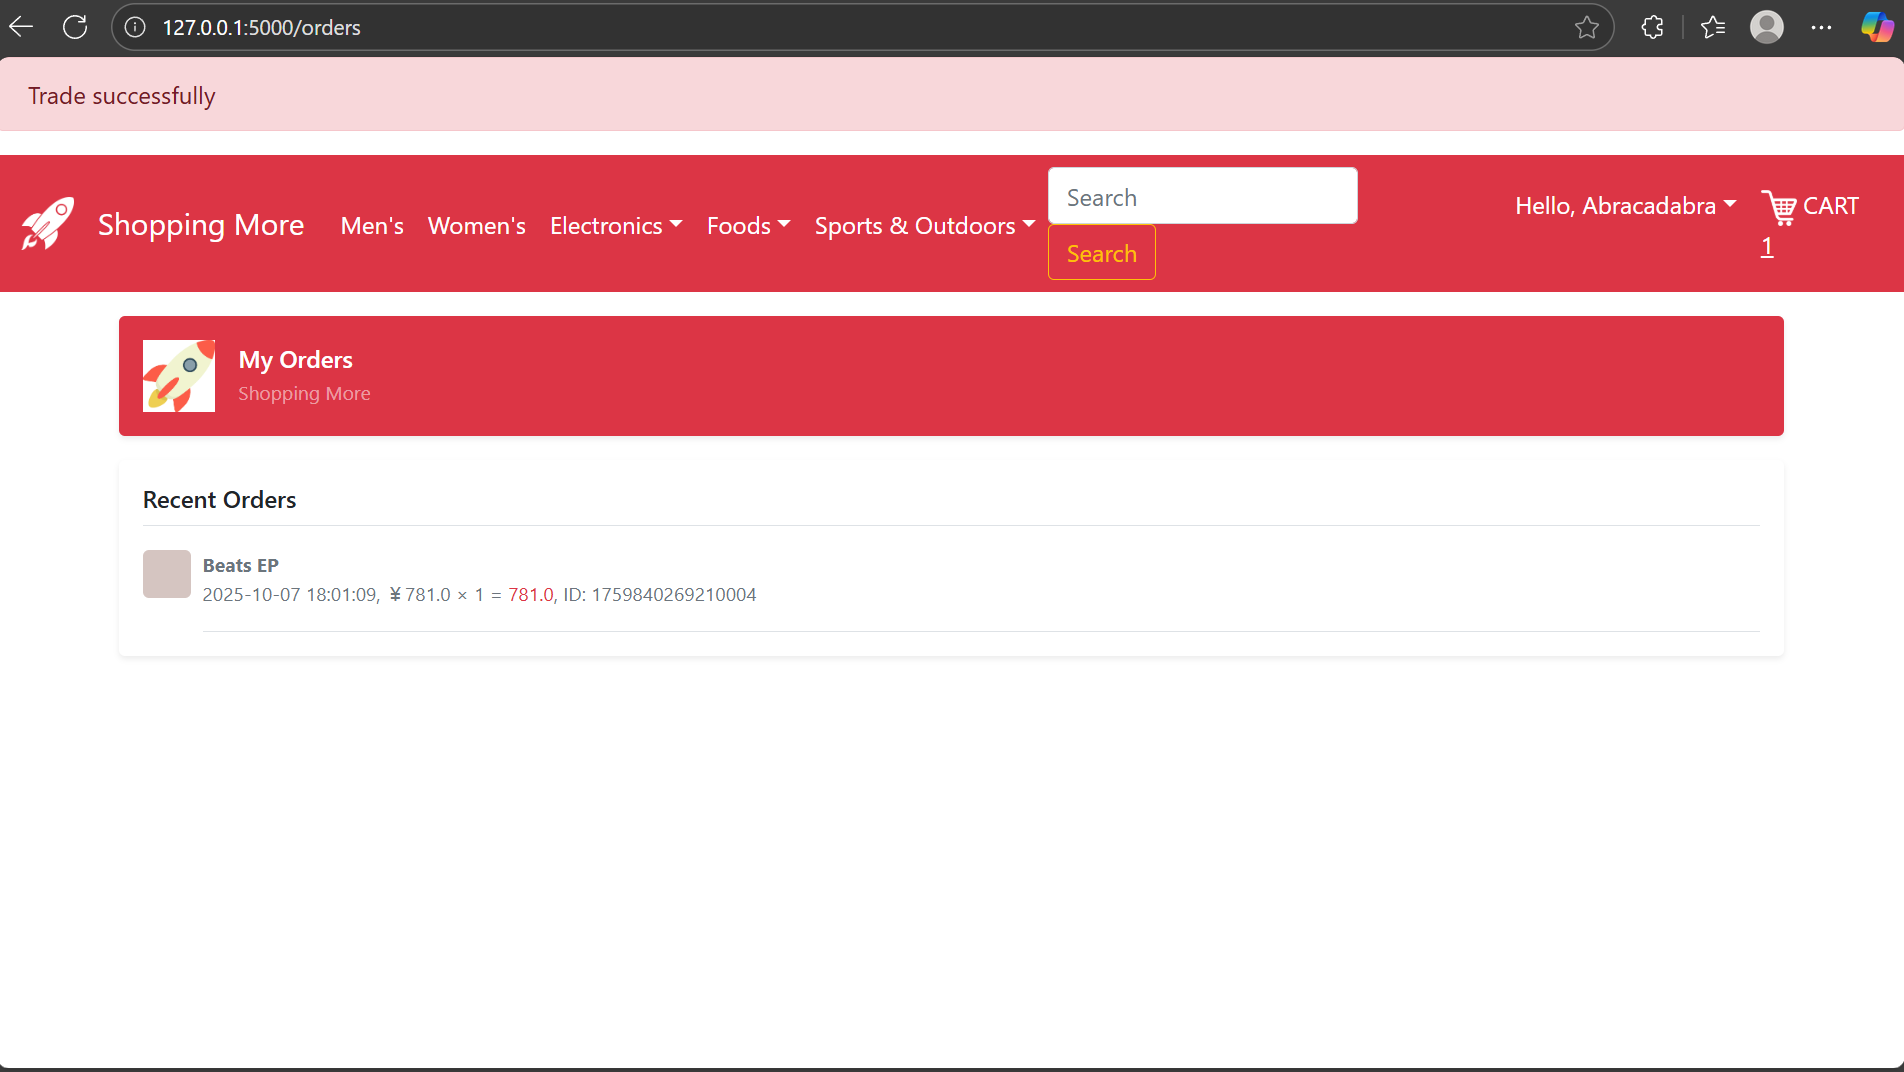 127.0.0.1:5000/orders
Trade successfully
Shopping More Men's Women's Electronics Foods Sports & Outdoors Search Hello, Abracadabra CART
Search 1
My Orders
Shopping More
Recent Orders
Beats EP
2025-10-07 18:01:09, ¥781.0 × 1 = 781.0, ID: 1759840269210004